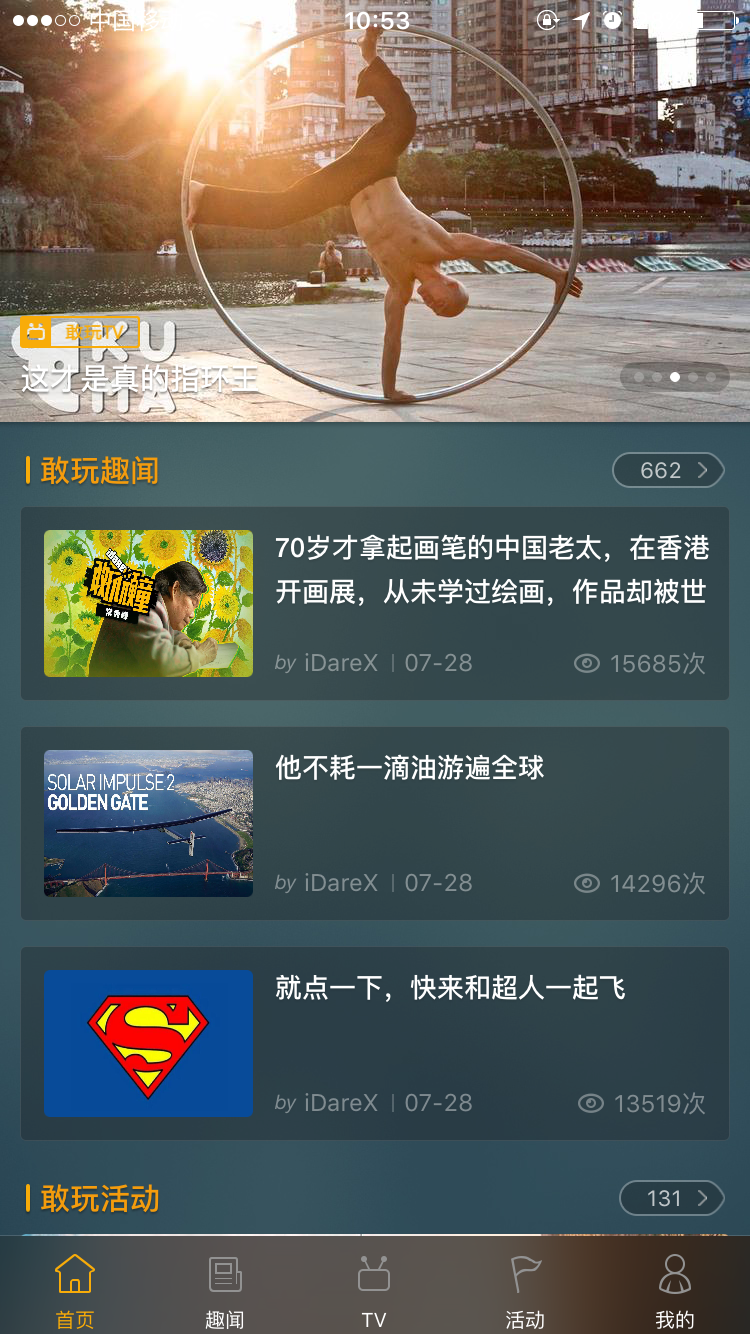 中国移
10:53
敢玩TV
KU
这才是真的指环王
HA
敢玩趣闻
662
敢碰童
70岁才拿起画笔的中国老太，在香港
开画展，从未学过绘画，作品却被世
by iDareX | 07-28
15685次
SOLAR IMPULSE 2
GOLDEN GATE
他不耗一滴油游遍全球
by iDareX | 07-28
14296次
S
就点一下，快来和超人一起飞
by iDareX | 07-28
13519次
敢玩活动
131
首页
趣闻
TV
活动
我的